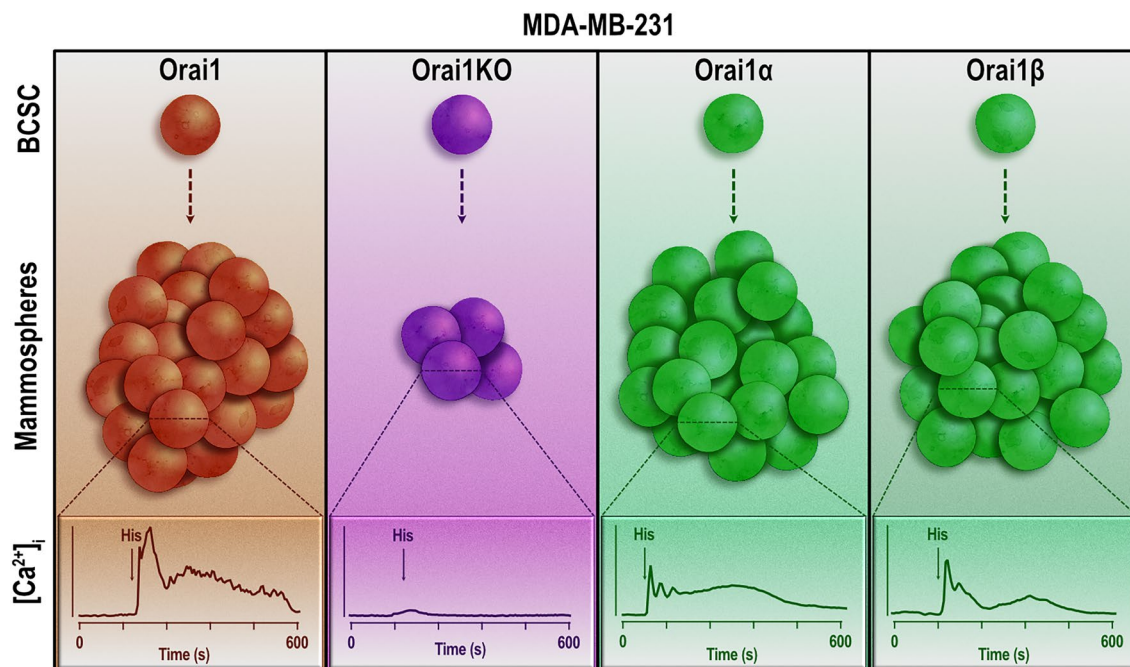 MDA-MB-231
Orai1
Orai1KO
Orai1α
Orai1β
BCSC
Mammospheres
[Ca²⁺]ᵢ
His
0
600
Time (s)
His
0
600
Time (s)
His
0
600
Time (s)
His
0
600
Time (s)